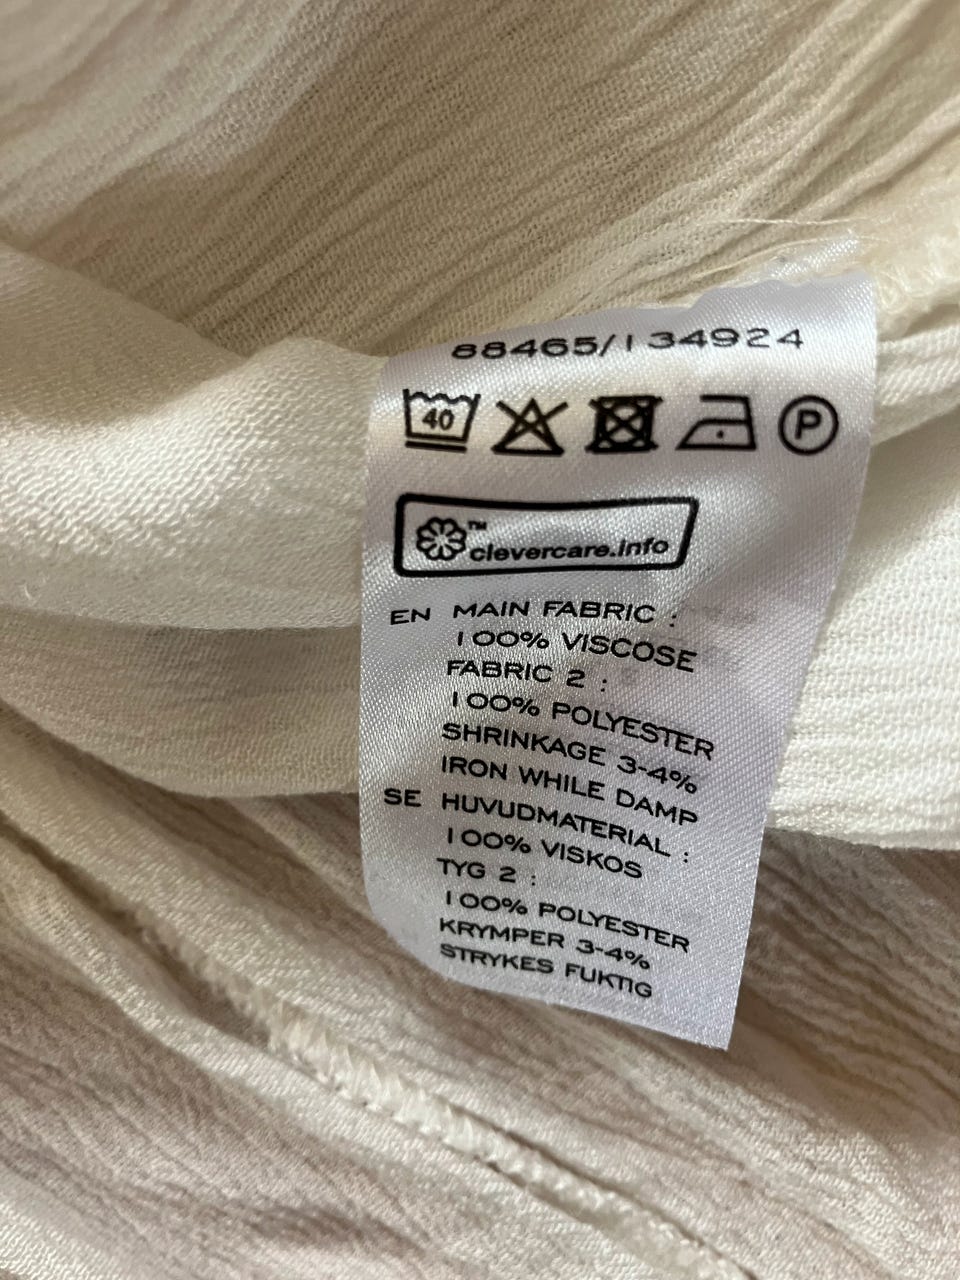 88465/134924
40 P
™ clevercare.info
EN MAIN FABRIC :
100% VISCOSE
FABRIC 2 :
100% POLYESTER
SHRINKAGE 3-4%
IRON WHILE DAMP
SE HUVUDMATERIAL :
100% VISKOS
TYG 2 :
100% POLYESTER
KRYMPER 3-4%
STRYKES FUKTIG